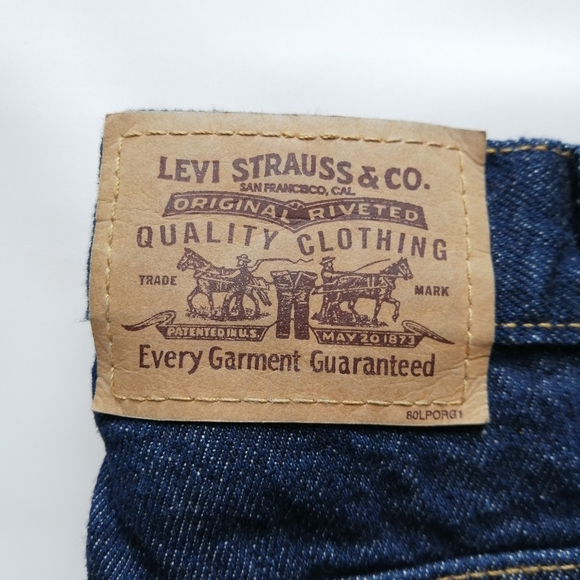 LEVI STRAUSS & CO.
SAN FRANCISCO, CAL.
ORIGINAL RIVETED
QUALITY CLOTHING
TRADE MARK
PATENTED IN U.S. MAY 20 1873
Every Garment Guaranteed
80LPORG1